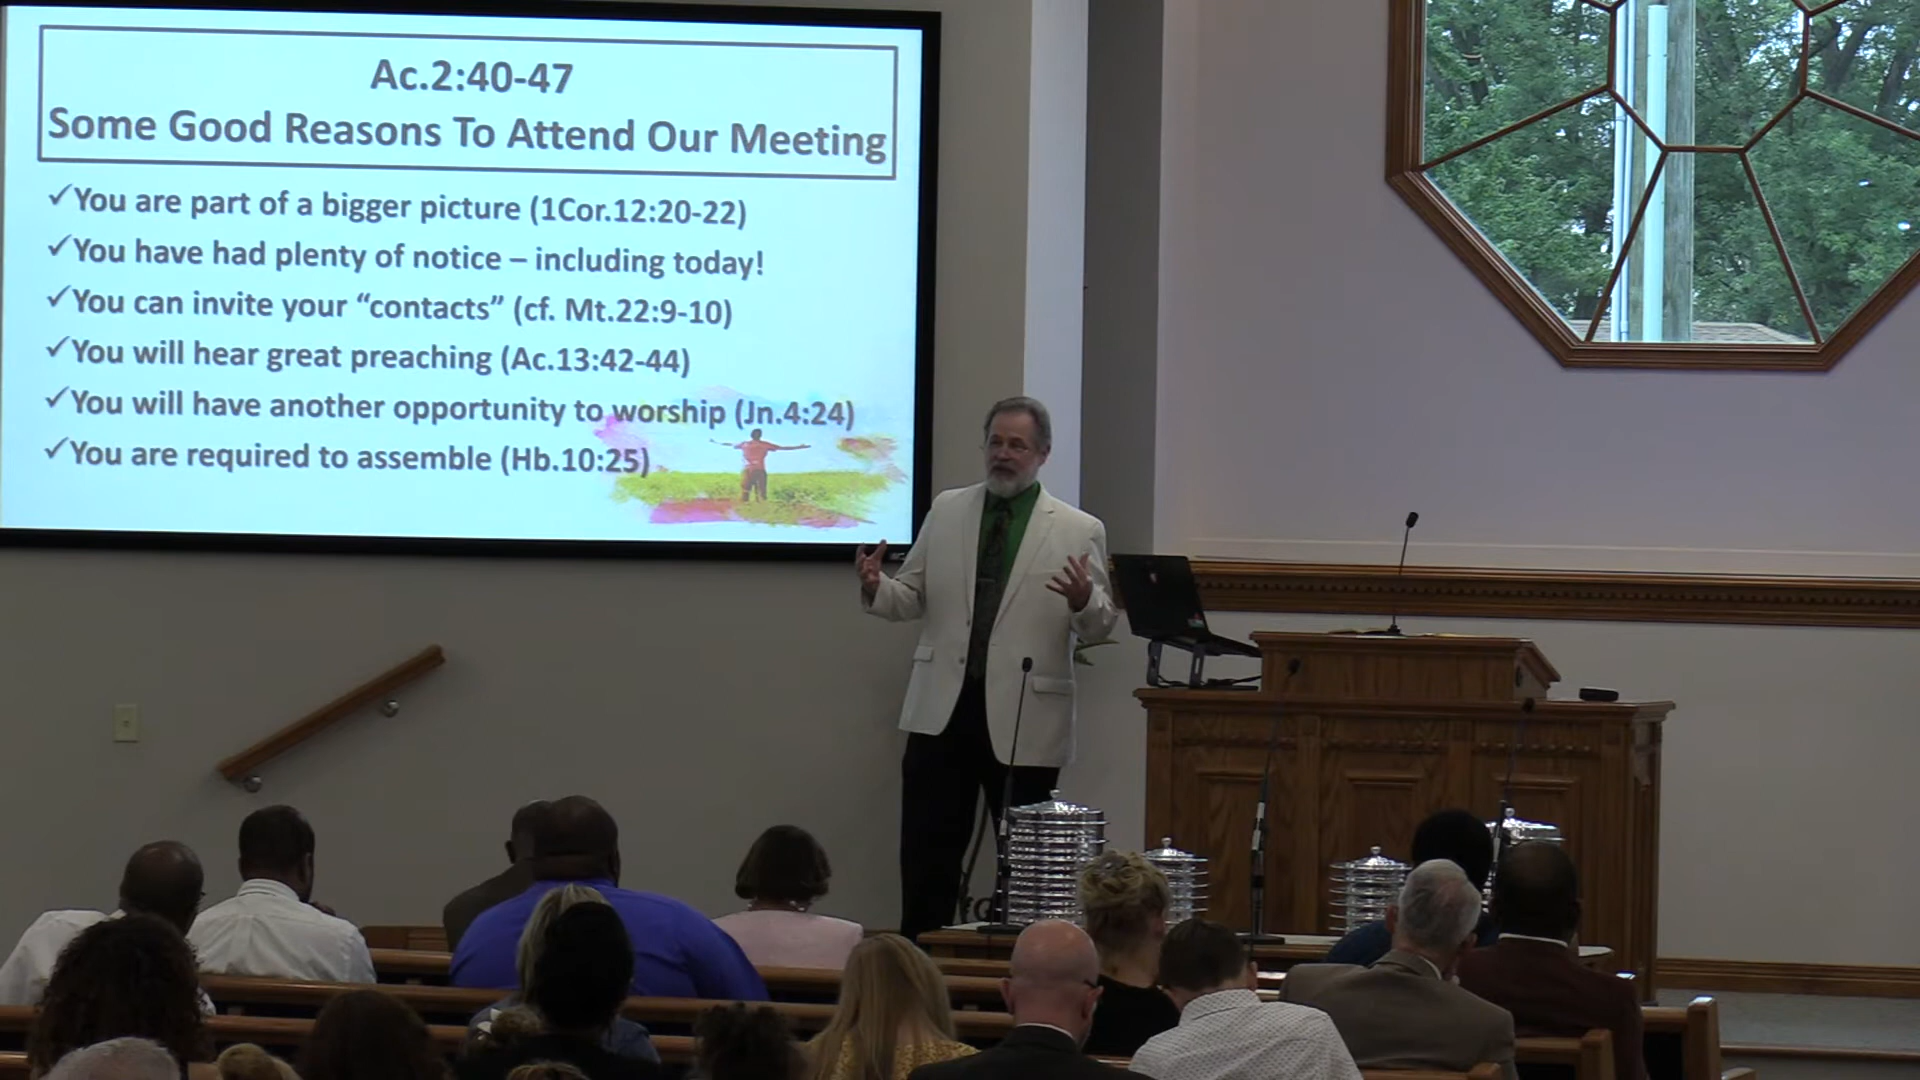 Ac.2:40-47
Some Good Reasons To Attend Our Meeting
✓You are part of a bigger picture (1Cor.12:20-22)
✓You have had plenty of notice – including today!
✓You can invite your “contacts” (cf. Mt.22:9-10)
✓You will hear great preaching (Ac.13:42-44)
✓You will have another opportunity to worship (Jn.4:24)
✓You are required to assemble (Hb.10:25)